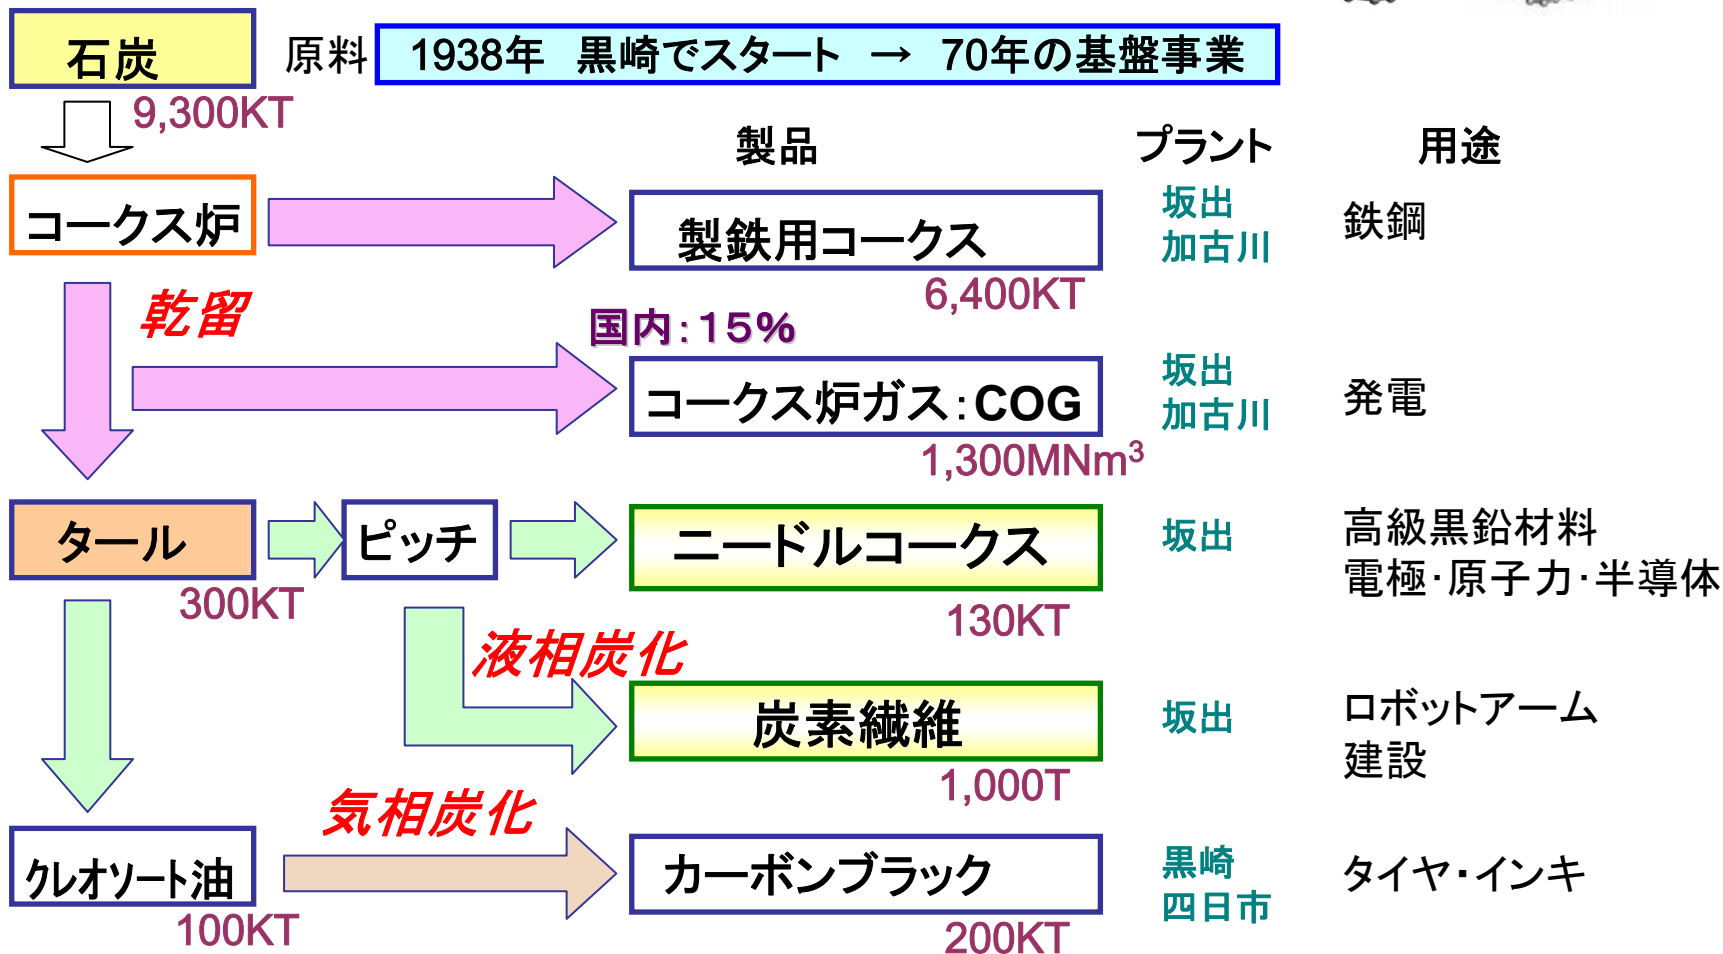 石炭
原料
1938年　黒崎でスタート　→　70年の基盤事業
9,300KT
製品
プラント
用途
コークス炉
製鉄用コークス
坂出
加古川
鉄鋼
6,400KT
乾留
国内：１５％
コークス炉ガス：COG
坂出
加古川
発電
1,300MNm³
タール
ピッチ
ニードルコークス
坂出
高級黒鉛材料
電極・原子力・半導体
300KT
130KT
液相炭化
炭素繊維
坂出
ロボットアーム
建設
1,000T
気相炭化
クレオソート油
カーボンブラック
黒崎
四日市
タイヤ・インキ
100KT
200KT